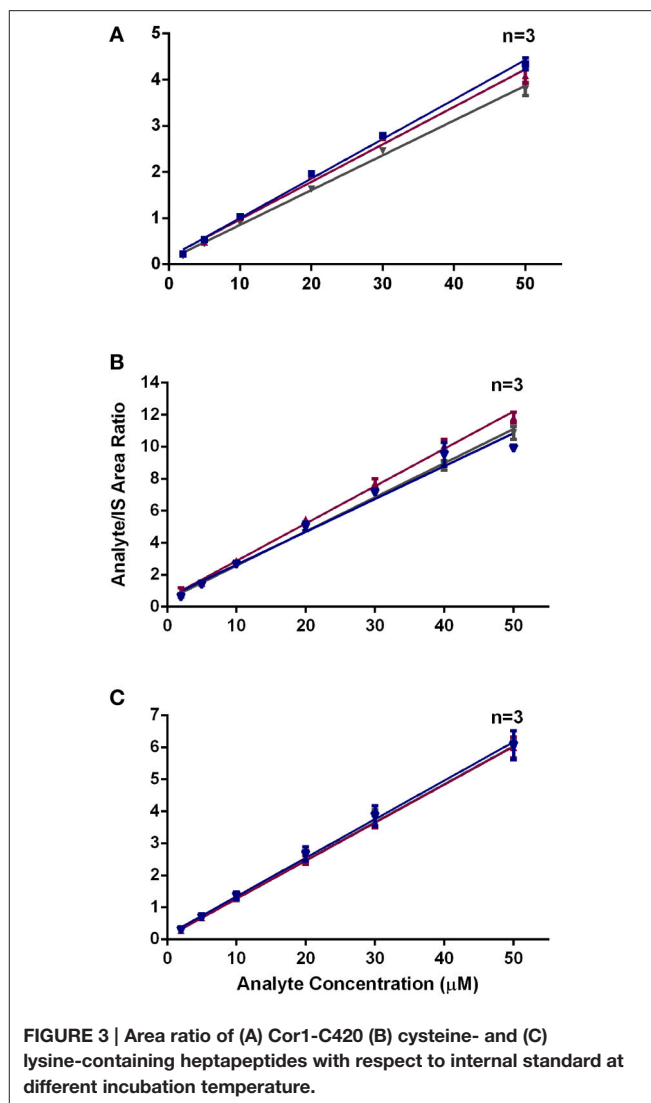 A
n=3
5
4
3
2
1
0
0 10 20 30 40 50
B
n=3
14
12
10
8
6
4
2
0
0 10 20 30 40 50
Analyte/IS Area Ratio
C
n=3
7
6
5
4
3
2
1
0
0 10 20 30 40 50
Analyte Concentration (μM)
FIGURE 3 | Area ratio of (A) Cor1-C420 (B) cysteine- and (C)
lysine-containing heptapeptides with respect to internal standard at
different incubation temperature.